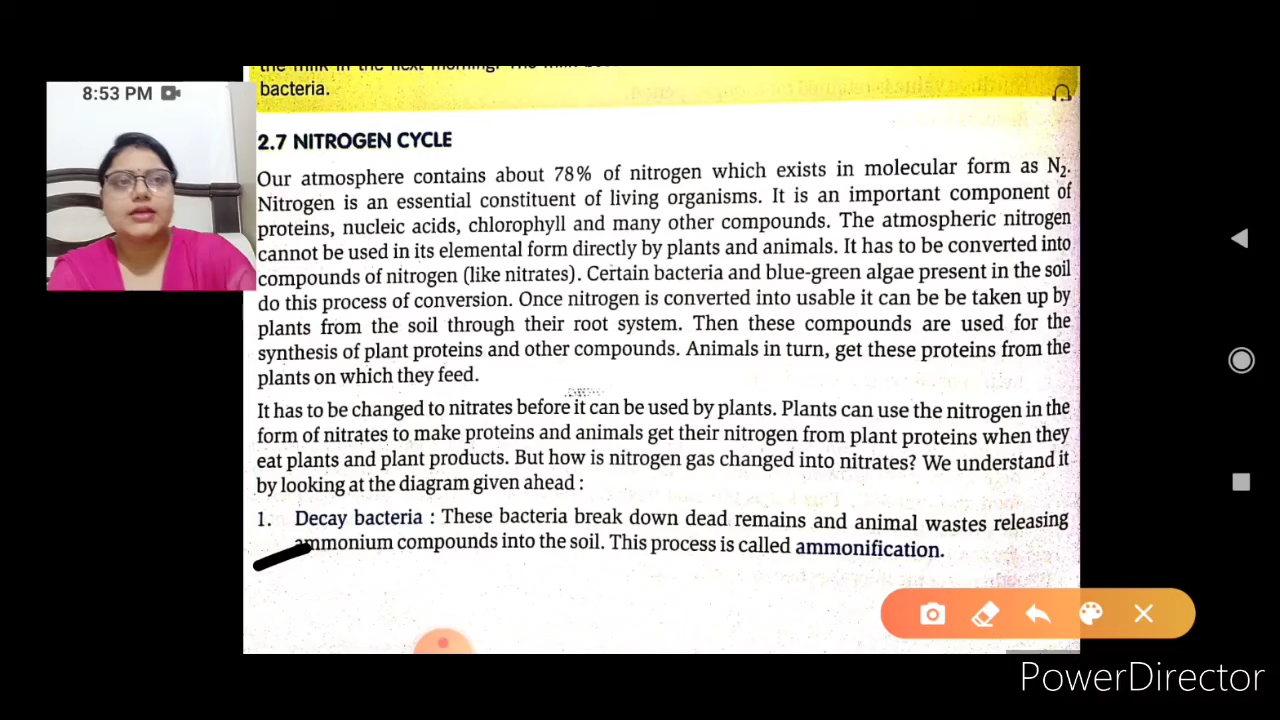 bacteria.
8:53 PM
2.7 NITROGEN CYCLE
Our atmosphere contains about 78% of nitrogen which exists in molecular form as N₂.
Nitrogen is an essential constituent of living organisms. It is an important component of
proteins, nucleic acids, chlorophyll and many other compounds. The atmospheric nitrogen
cannot be used in its elemental form directly by plants and animals. It has to be converted into
compounds of nitrogen (like nitrates). Certain bacteria and blue-green algae present in the soil
do this process of conversion. Once nitrogen is converted into usable it can be be taken up by
plants from the soil through their root system. Then these compounds are used for the
synthesis of plant proteins and other compounds. Animals in turn, get these proteins from the
plants on which they feed.
It has to be changed to nitrates before it can be used by plants. Plants can use the nitrogen in the
form of nitrates to make proteins and animals get their nitrogen from plant proteins when they
eat plants and plant products. But how is nitrogen gas changed into nitrates? We understand it
by looking at the diagram given ahead :
1. Decay bacteria : These bacteria break down dead remains and animal wastes releasing
ammonium compounds into the soil. This process is called ammonification.
PowerDirector